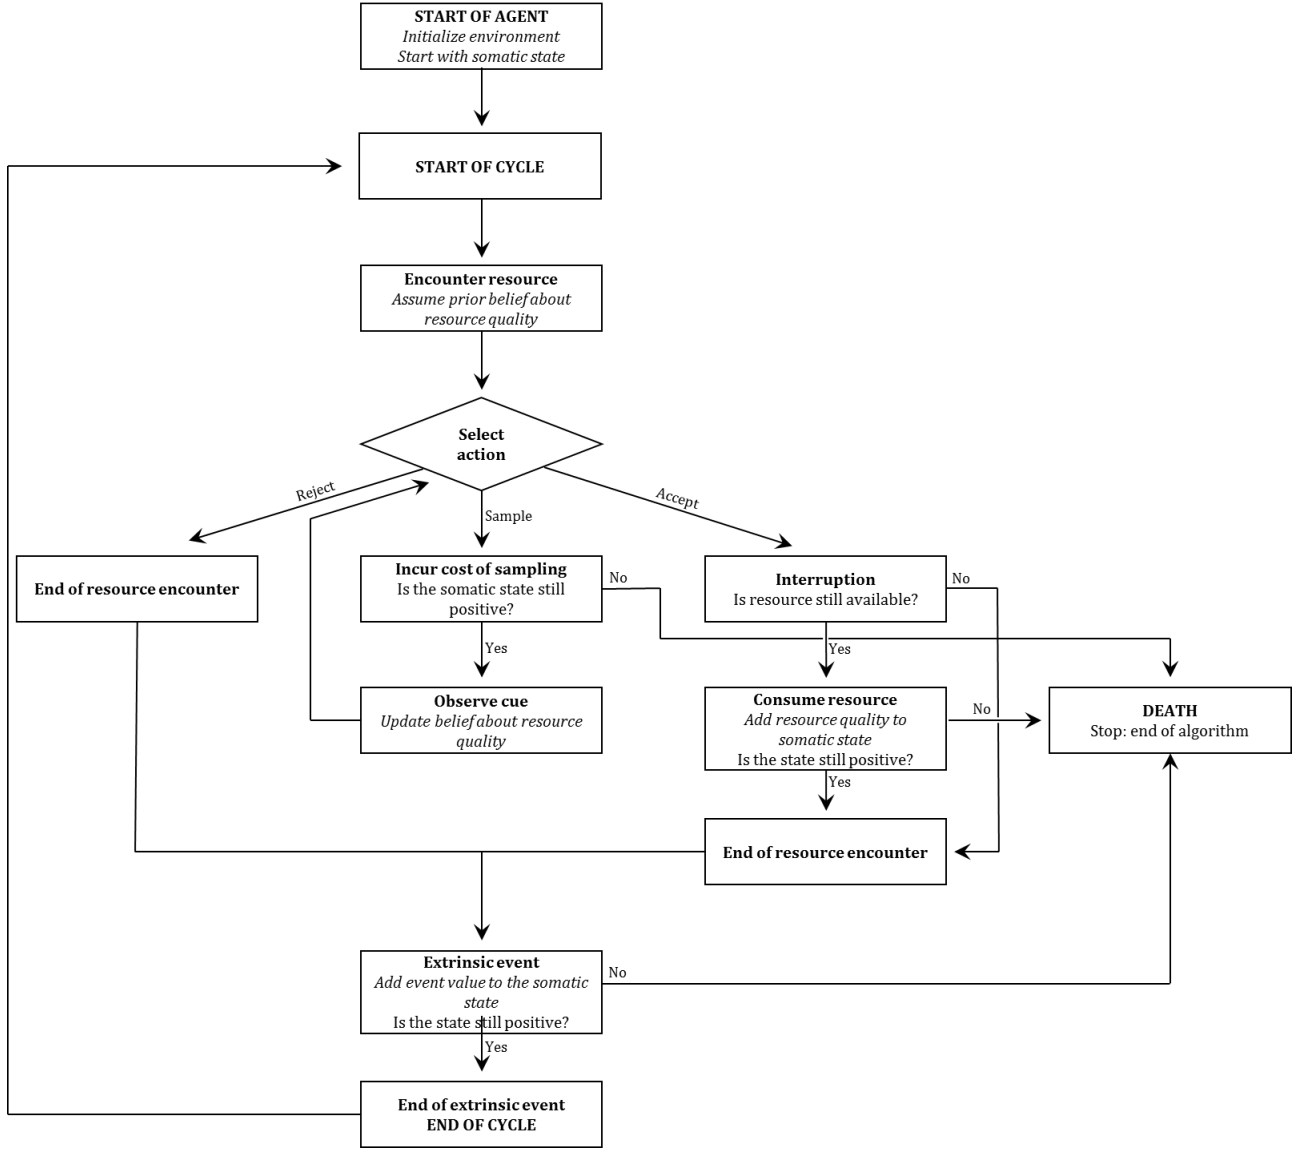 START OF AGENT
Initialize environment
Start with somatic state
START OF CYCLE
Encounter resource
Assume prior belief about
resource quality
Select
action
Reject
Sample
Accept
End of resource encounter
Incur cost of sampling
Is the somatic state still
positive?
No
Interruption
Is resource still available?
No
Yes
Yes
Observe cue
Update belief about resource
quality
Consume resource
Add resource quality to
somatic state
Is the state still positive?
No
DEATH
Stop: end of algorithm
Yes
End of resource encounter
Extrinsic event
Add event value to the somatic
state
Is the state still positive?
No
Yes
End of extrinsic event
END OF CYCLE